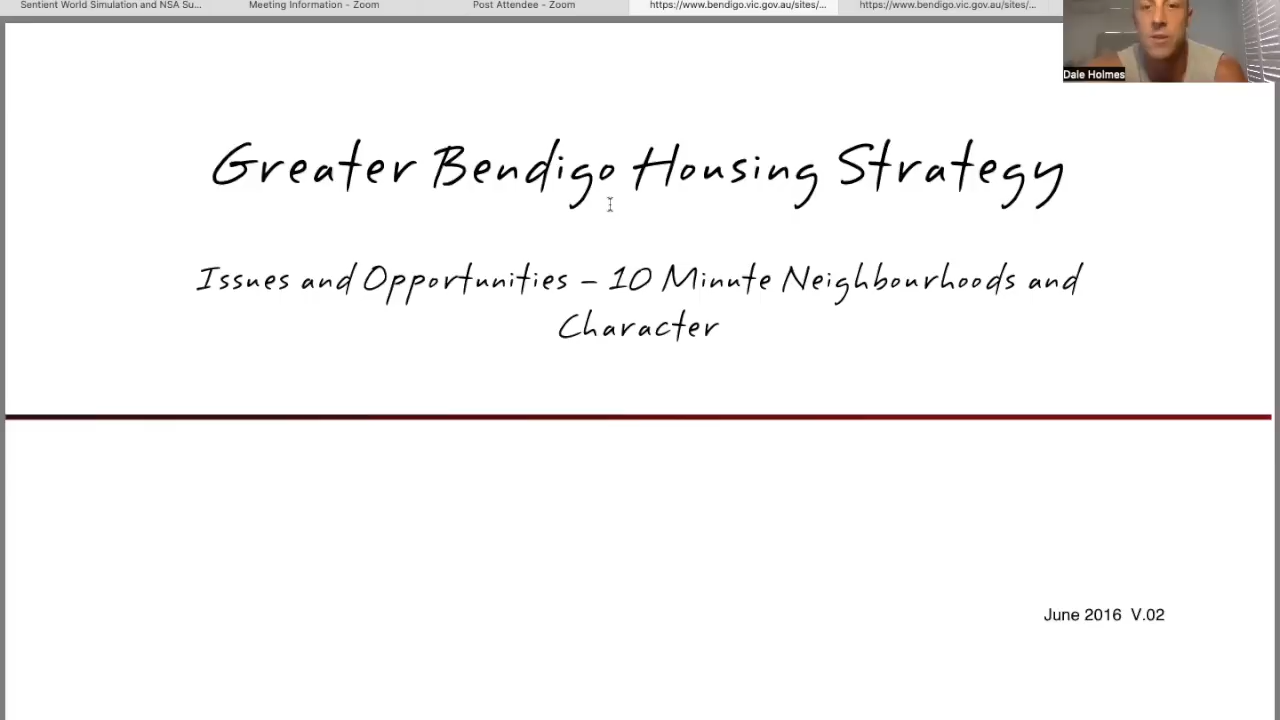 Sentient World Simulation and NSA Su...
Meeting Information - Zoom
Post Attendee - Zoom
https://www.bendigo.vic.gov.au/sites/...
https://www.bendigo.vic.gov.au/sites/...
Dale Holmes
Greater Bendigo Housing Strategy
Issues and Opportunities – 10 Minute Neighbourhoods and
Character
June 2016 V.02